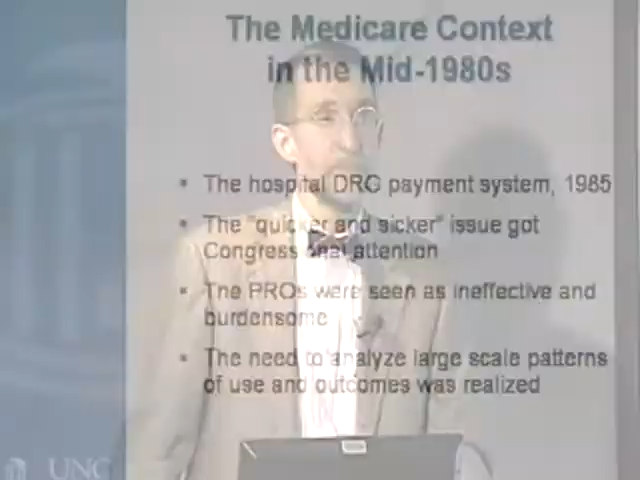 The Medicare Context
in the Mid-1980s
▪ The hospital DRG payment system, 1985
▪ The "quicker and sicker" issue got
Congressional attention
▪ The PROs were seen as ineffective and
burdensome
▪ The need to analyze large scale patterns
of use and outcomes was realized
UNC